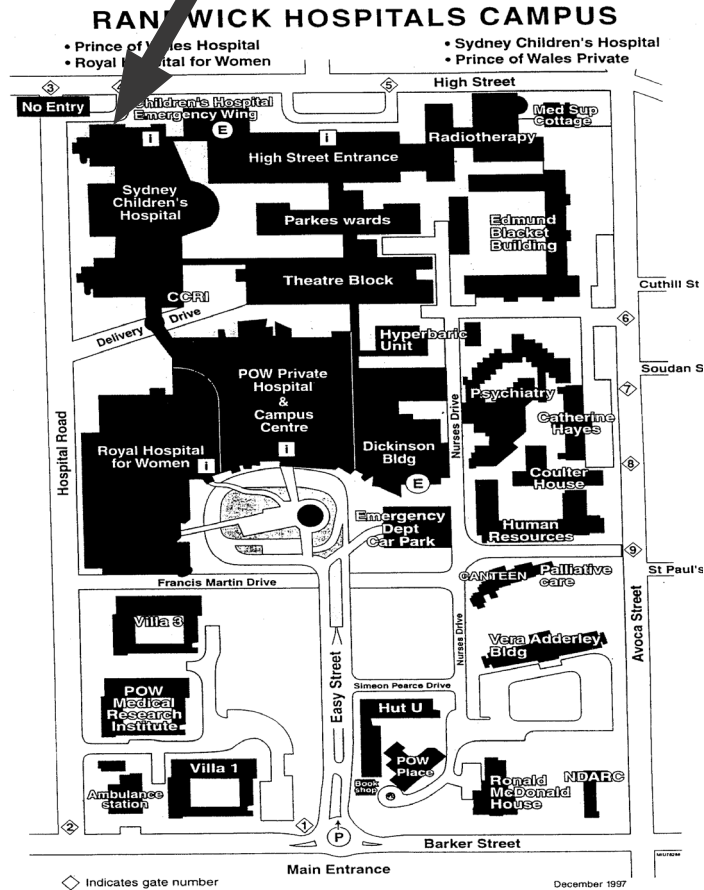 RANDWICK HOSPITALS CAMPUS
• Prince of Wales Hospital
• Royal Hospital for Women
• Sydney Children's Hospital
• Prince of Wales Private
High Street
3
4
5
No Entry
Children's Hospital
Emergency Wing
i
E
i
High Street Entrance
Radiotherapy
Med Sup
Cottage
Sydney
Children's
Hospital
Parkes wards
Edmund
Blacket
Building
Theatre Block
CCRI
Cuthill St
Delivery Drive
6
Hyperbaric
Unit
Soudan S
POW Private
Hospital
&
Campus
Centre
Psychiatry
7
Nurses Drive
Catherine
Hayes
Hospital Road
Royal Hospital
for Women
i
i
Dickinson
Bldg
E
8
Coulter
House
Emergency
Dept
Car Park
Human
Resources
9
St Paul's
Francis Martin Drive
CANTEEN
Palliative
care
Avoca Street
Villa 3
Nurses Drive
Vera Adderley
Bldg
Easy Street
Simeon Pearce Drive
POW
Medical
Research
Institute
Hut U
POW
Place
Villa 1
Book
shop
Ambulance
station
Ronald
McDonald
House
NDARC
2
1
P
Barker Street
Main Entrance
Indicates gate number
December 1997